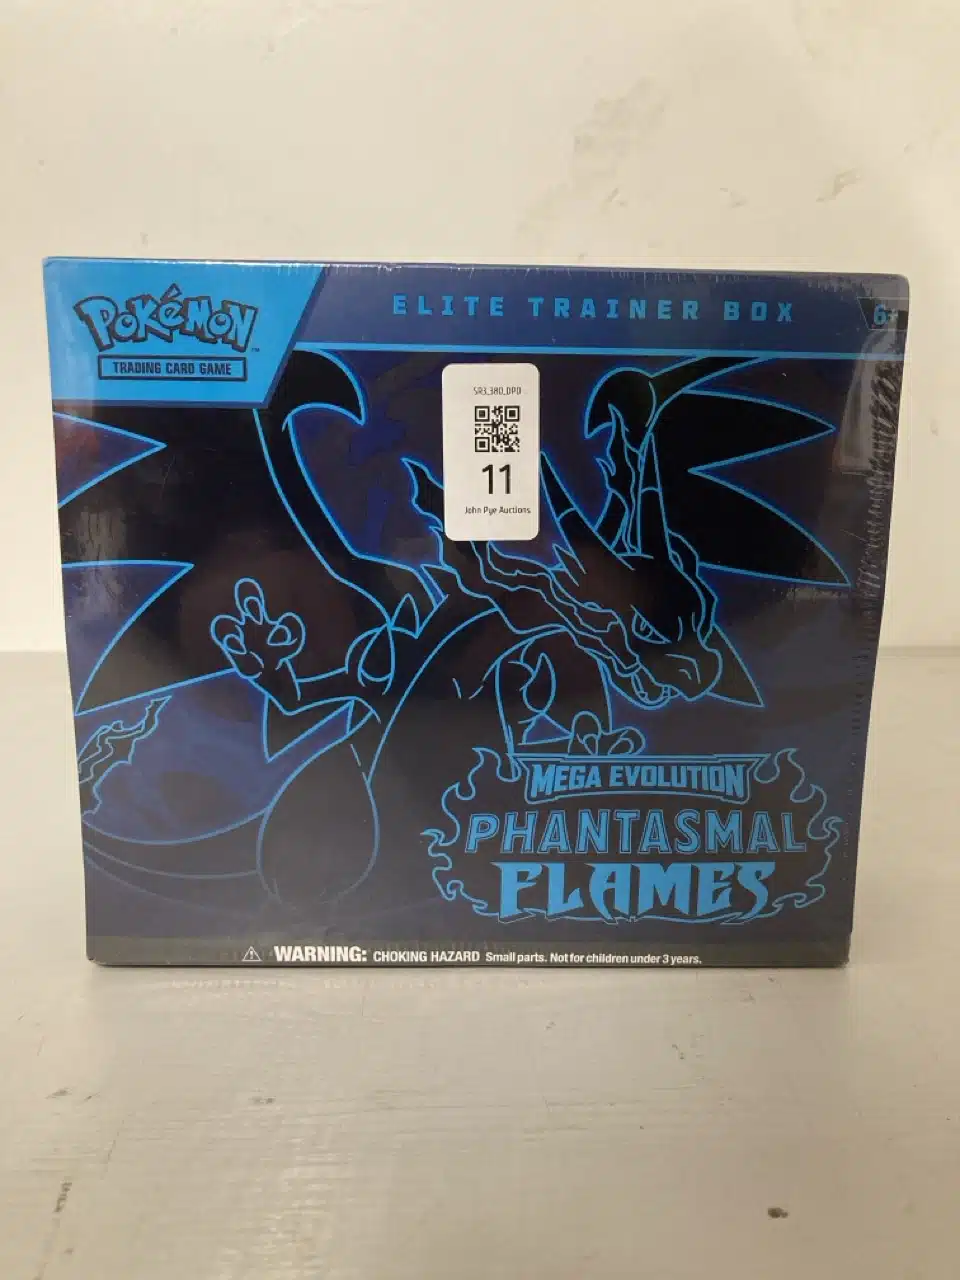 POKéMON
TRADING CARD GAME
ELITE TRAINER BOX
6+
SR3_380_DPD
11
John Pye Auctions
MEGA EVOLUTION
PHANTASMAL
FLAMES
WARNING: CHOKING HAZARD Small parts. Not for children under 3 years.